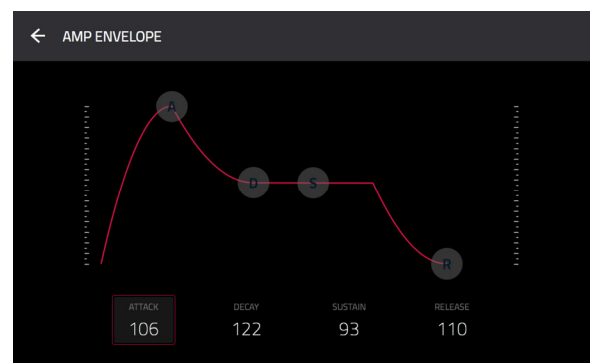 AMP ENVELOPE
A
D S
R
ATTACK DECAY SUSTAIN RELEASE
106 122 93 110